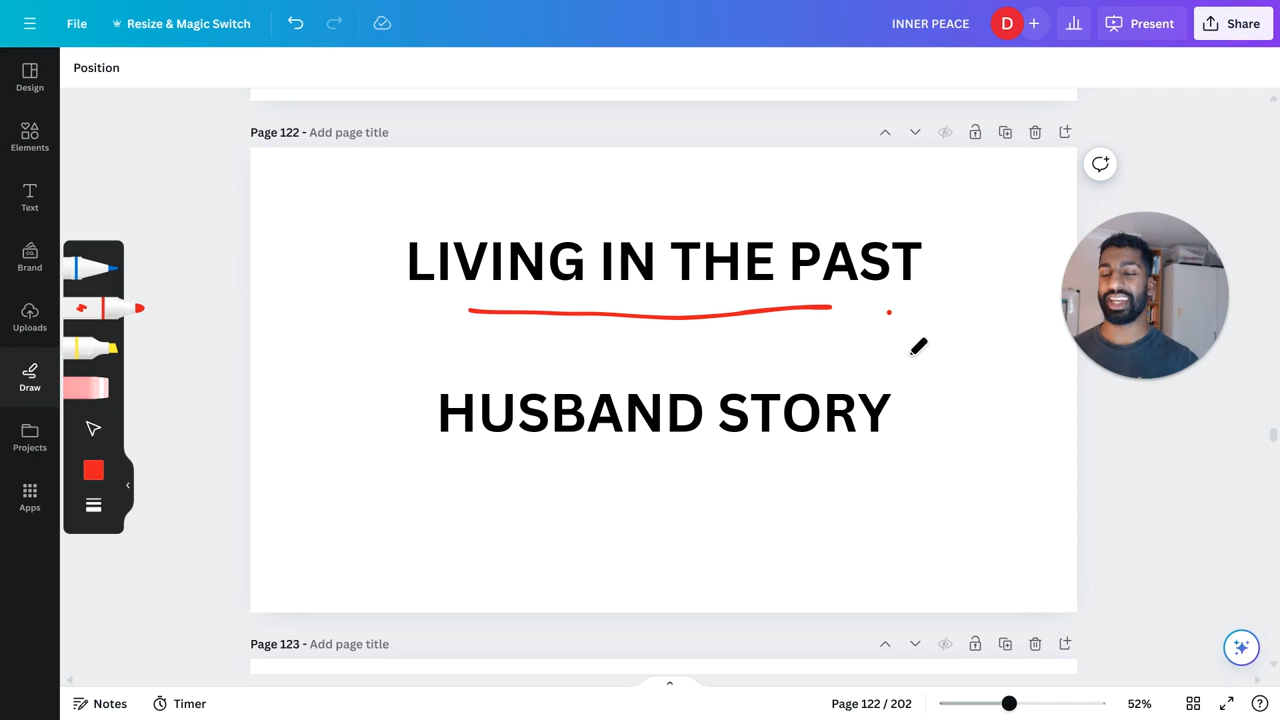 File
Resize & Magic Switch
INNER PEACE
D
Present
Share
Position
Design
Elements
Text
Brand
Uploads
Draw
Projects
Apps
Page 122 - Add page title
LIVING IN THE PAST
HUSBAND STORY
Page 123 - Add page title
Notes
Timer
Page 122 / 202
52%